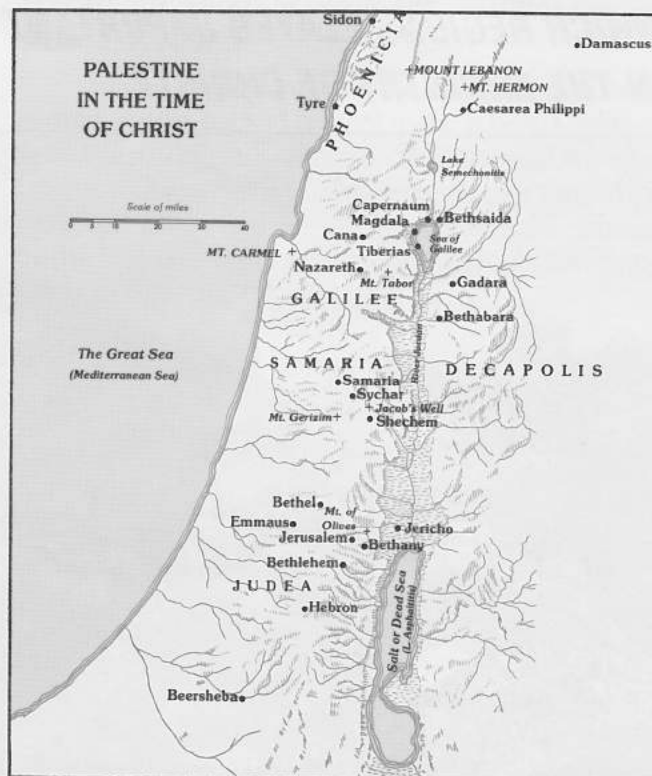 PALESTINE
IN THE TIME
OF CHRIST
Scale of miles
0 5 10 20 40
Sidon
PHOENICIA
Damascus
MOUNT LEBANON
MT. HERMON
Caesarea Philippi
Tyre
Lake
Semechonitis
Capernaum
Bethsaida
Magdala
Cana
Sea of
Galilee
Tiberias
MT. CARMEL
Nazareth
Mt. Tabor
Gadara
GALILEE
Bethabara
River Jordan
The Great Sea
(Mediterranean Sea)
SAMARIA
DECAPOLIS
Samaria
Sychar
Jacob's Well
Mt. Gerizim
Shechem
Bethel
Mt. of
Olives
Emmaus
Jericho
Jerusalem
Bethany
Bethlehem
JUDEA
Hebron
Salt or Dead Sea
(L. Asphaltitis)
Beersheba